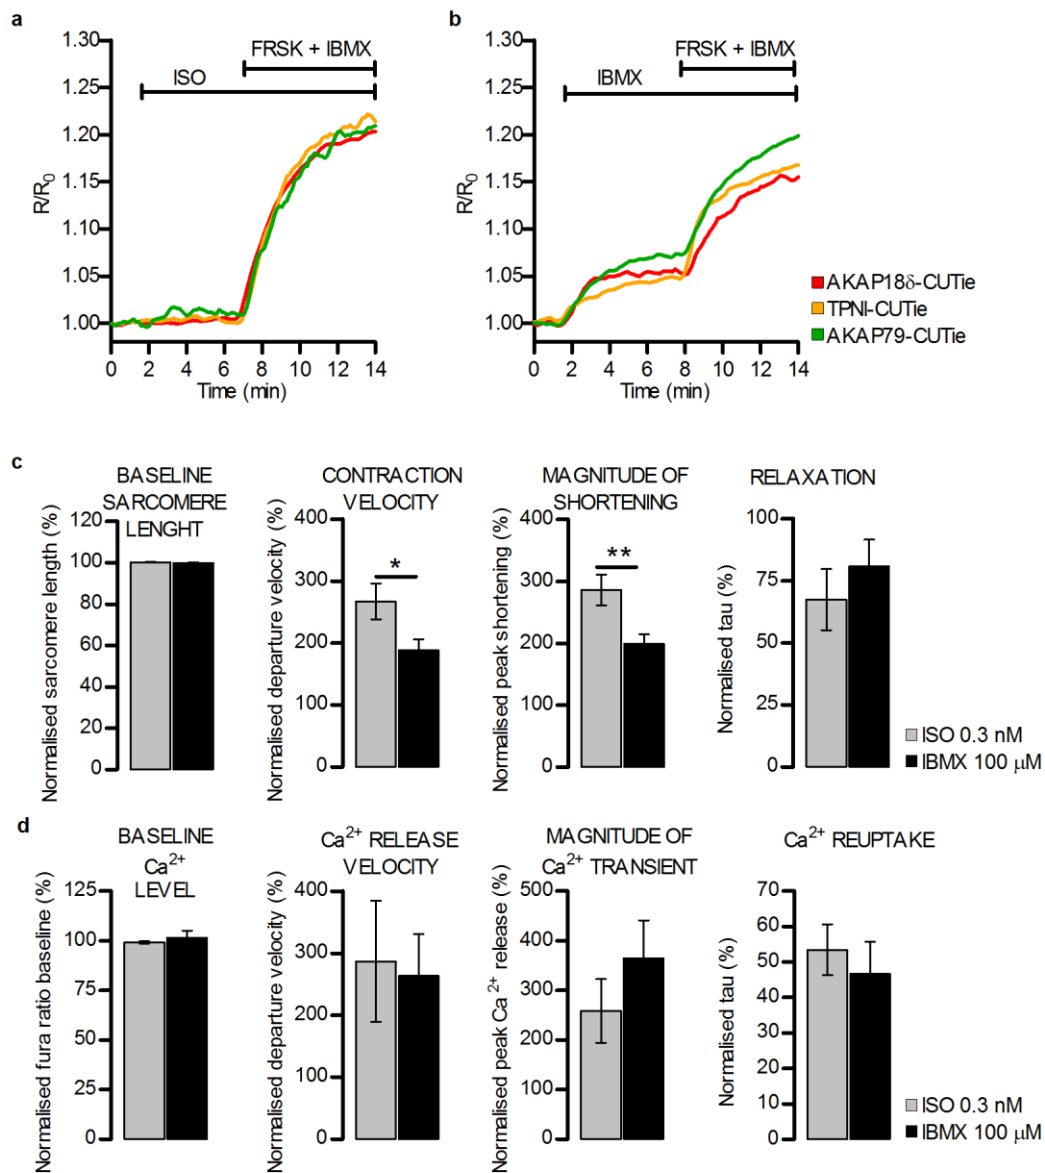 a
1.30
1.25
1.20
1.15
1.10
1.05
1.00
R/R0
FRSK + IBMX
ISO
0 2 4 6 8 10 12 14
Time (min)
b
1.30
1.25
1.20
1.15
1.10
1.05
1.00
R/R0
FRSK + IBMX
IBMX
0 2 4 6 8 10 12 14
Time (min)
AKAP18δ-CUTie
TPNI-CUTie
AKAP79-CUTie
c
BASELINE
SARCOMERE
LENGHT
Normalised sarcomere length (%)
120
100
80
60
40
20
0
CONTRACTION
VELOCITY
Normalised departure velocity (%)
400
300
200
100
0
*
MAGNITUDE OF
SHORTENING
Normalised peak shortening (%)
400
300
200
100
0
**
RELAXATION
Normalised tau (%)
100
75
50
25
0
ISO 0.3 nM
IBMX 100 μM
d
BASELINE
Ca2+
LEVEL
Normalised fura ratio baseline (%)
125
100
75
50
25
0
Ca2+ RELEASE
VELOCITY
Normalised departure velocity (%)
400
300
200
100
0
MAGNITUDE OF
Ca2+ TRANSIENT
Normalised peak Ca 2+ release (%)
500
400
300
200
100
0
Ca2+ REUPTAKE
Normalised tau (%)
70
60
50
40
30
20
10
0
ISO 0.3 nM
IBMX 100 μM